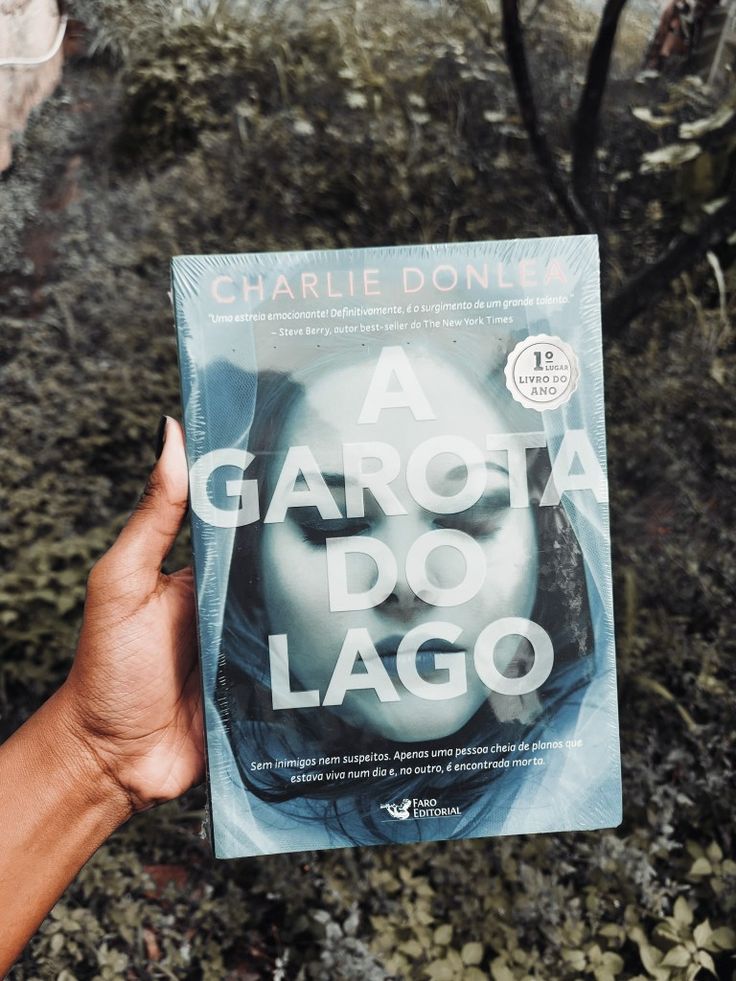 CHARLIE DONLEA
"Uma estreia emocionante! Definitivamente, é o surgimento de um grande talento."
– Steve Berry, autor best-seller do The New York Times
1º
LUGAR
LIVRO DO
ANO
A
GAROTA
DO
LAGO
Sem inimigos nem suspeitos. Apenas uma pessoa cheia de planos que
estava viva num dia e, no outro, é encontrada morta.
FARO
EDITORIAL